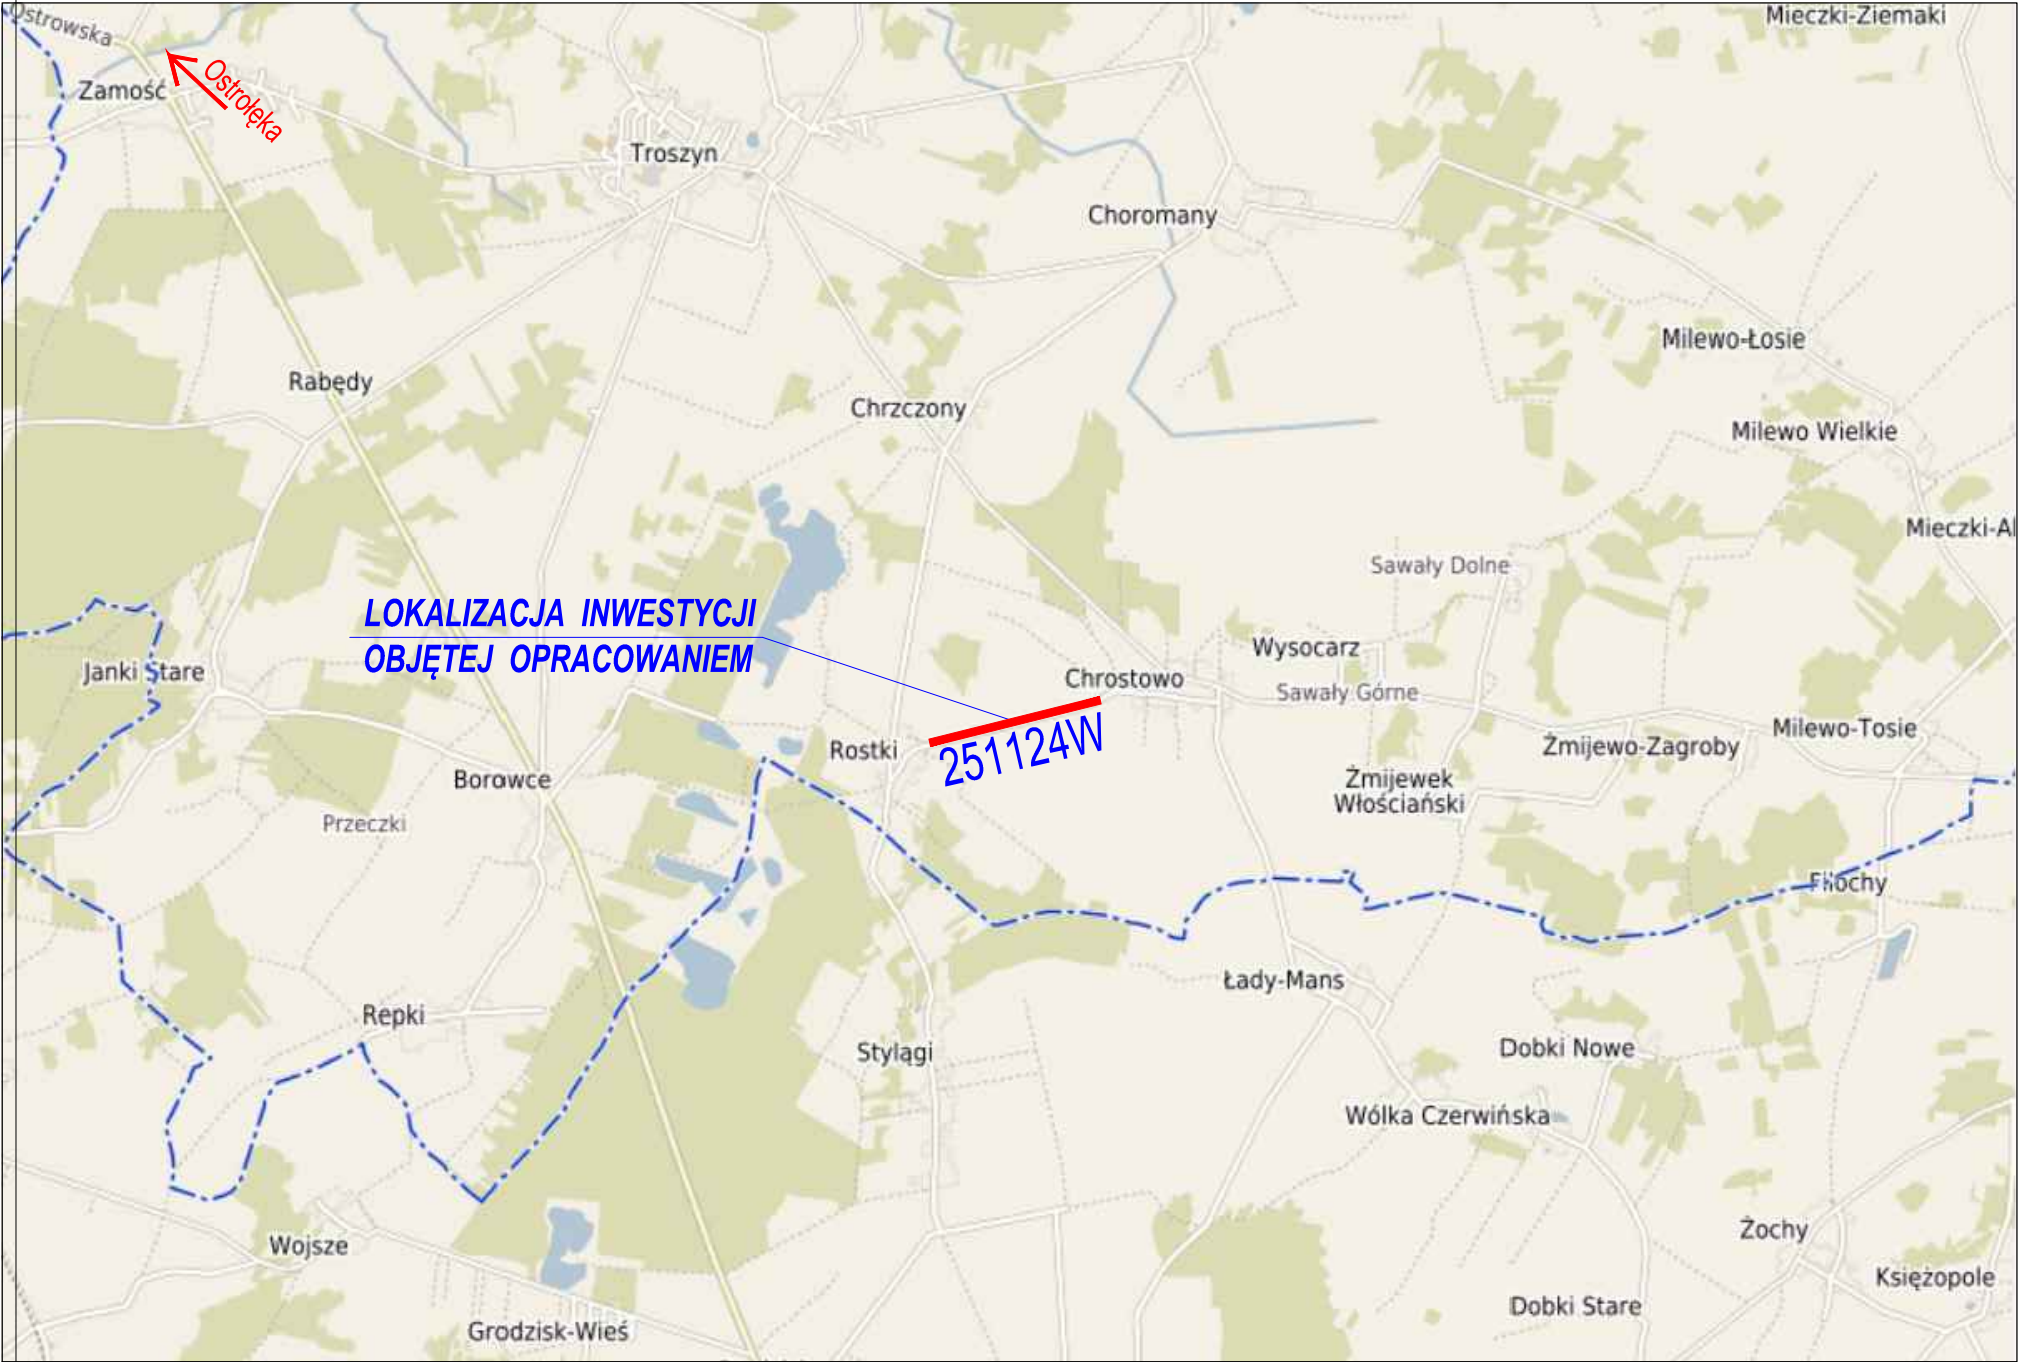 Ostrowska
Mieczki-Ziemaki
Zamość
Ostrołęka
Troszyn
Choromany
Milewo-Łosie
Rabędy
Chrzczony
Milewo Wielkie
Mieczki-Al
Sawały Dolne
LOKALIZACJA INWESTYCJI
OBJĘTEJ OPRACOWANIEM
Wysocarz
Janki Stare
Chrostowo
Sawały Górne
Milewo-Tosie
Rostki
251124W
Żmijewo-Zagroby
Borawce
Żmijewek
Włościański
Przeczki
Filochy
Łady-Mans
Repki
Stylągi
Dobki Nowe
Wólka Czerwińska
Żochy
Wojsze
Księżopole
Dobki Stare
Grodzisk-Wieś